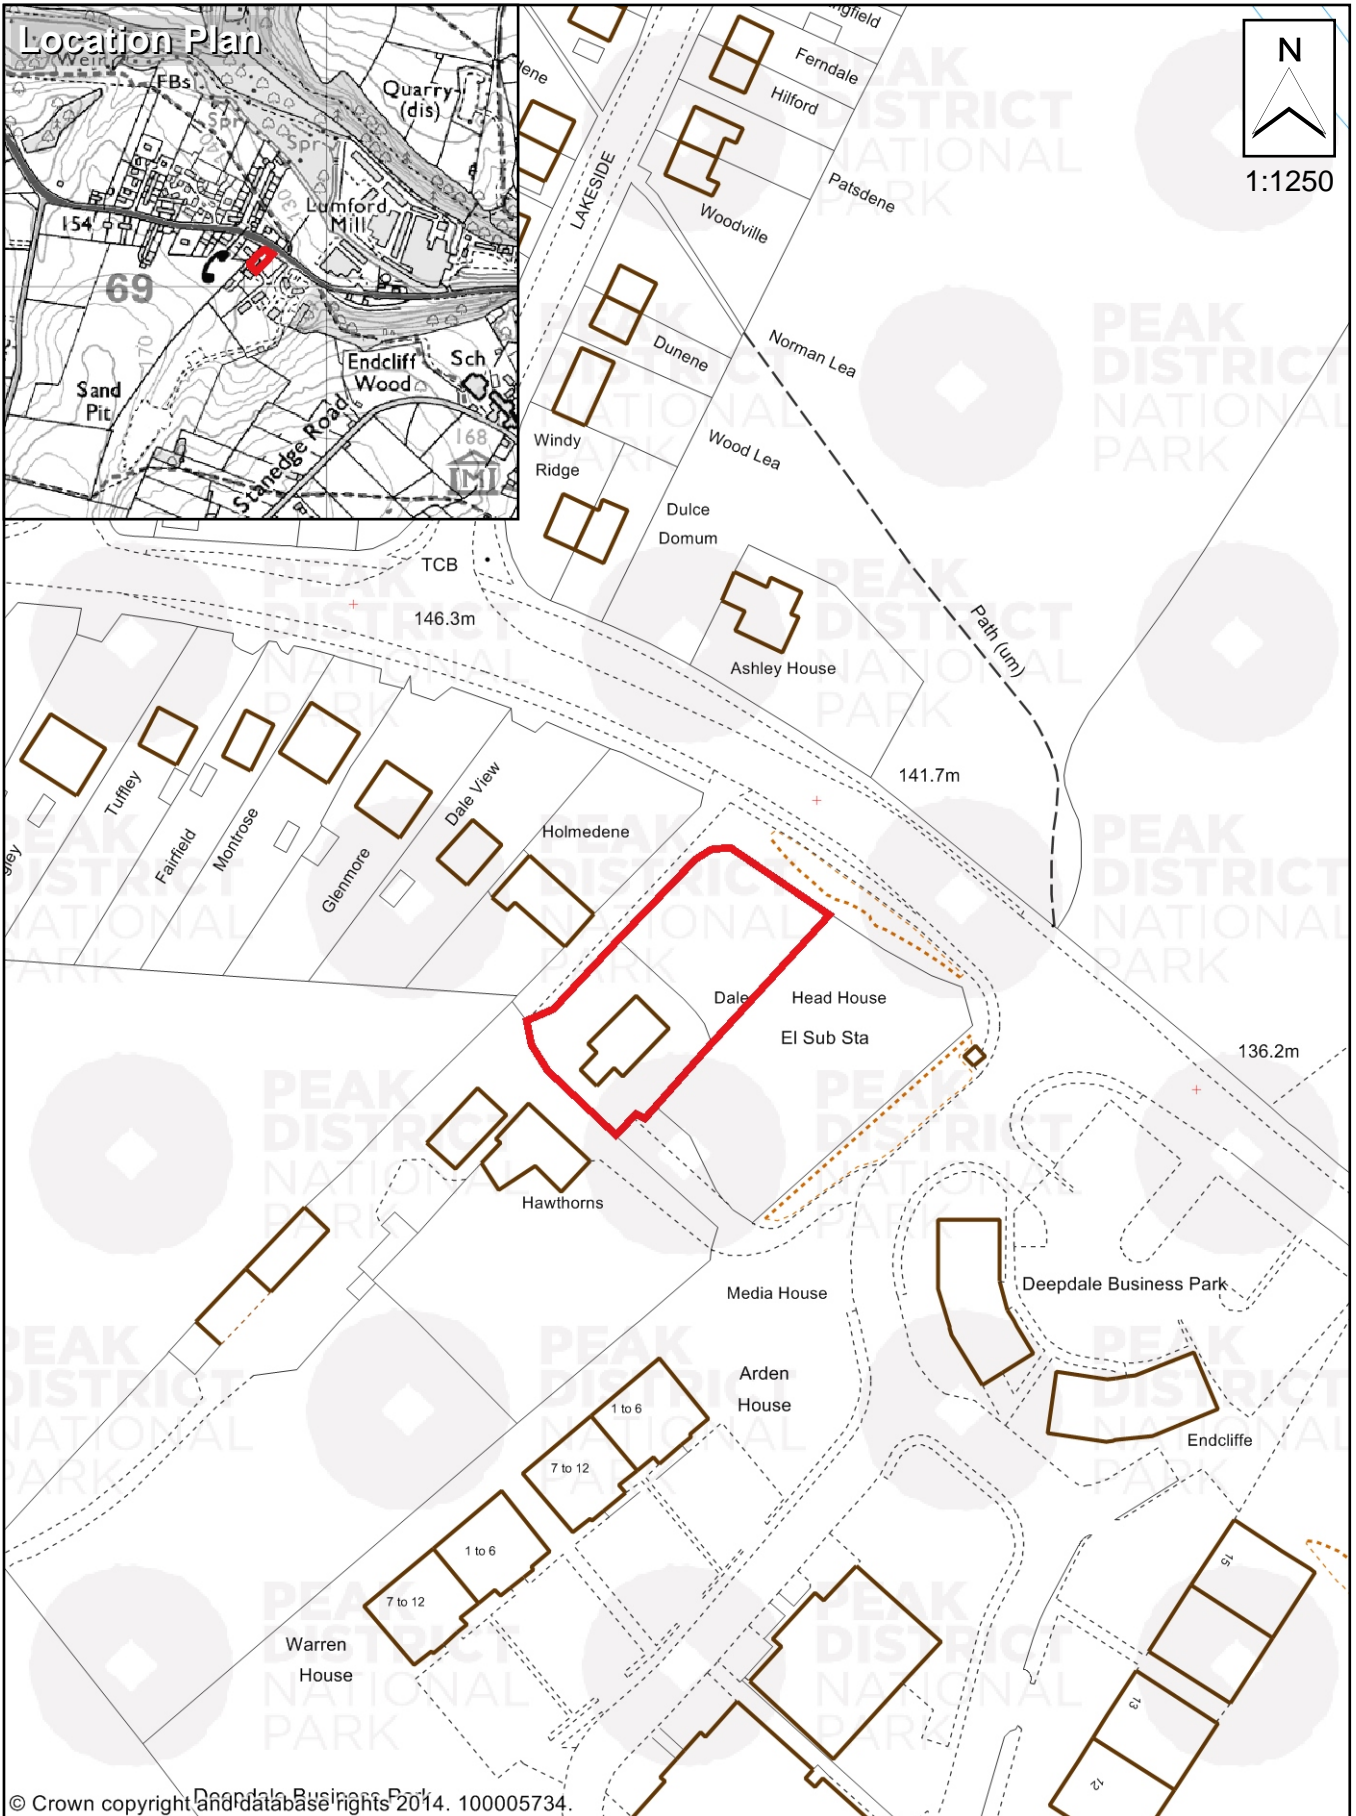 Location Plan
Weir
FBs
Quarry
(dis)
Spr
Spr
130
Lumford
Mill
154
69
170
Endcliff
Wood
Sch
Sand
Pit
Stanedge Road
168
M
N
1:1250
Ferndale
Hilford
Patsdene
Woodville
LAKESIDE
Norman Lea
Dunene
Wood Lea
Windy
Ridge
Dulce
Domum
TCB
146.3m
Ashley House
Path (um)
141.7m
Tuffley
Fairfield
Montrose
Glenmore
Dale View
Holmedene
Dale Head House
El Sub Sta
136.2m
Hawthorns
Media House
Deepdale Business Park
Arden
House
1 to 6
7 to 12
Endcliffe
1 to 6
7 to 12
Warren
House
15
13
12
Deepdale Business Park
© Crown copyright and database rights 2014. 100005734.
PEAK
DISTRICT
NATIONAL
PARK